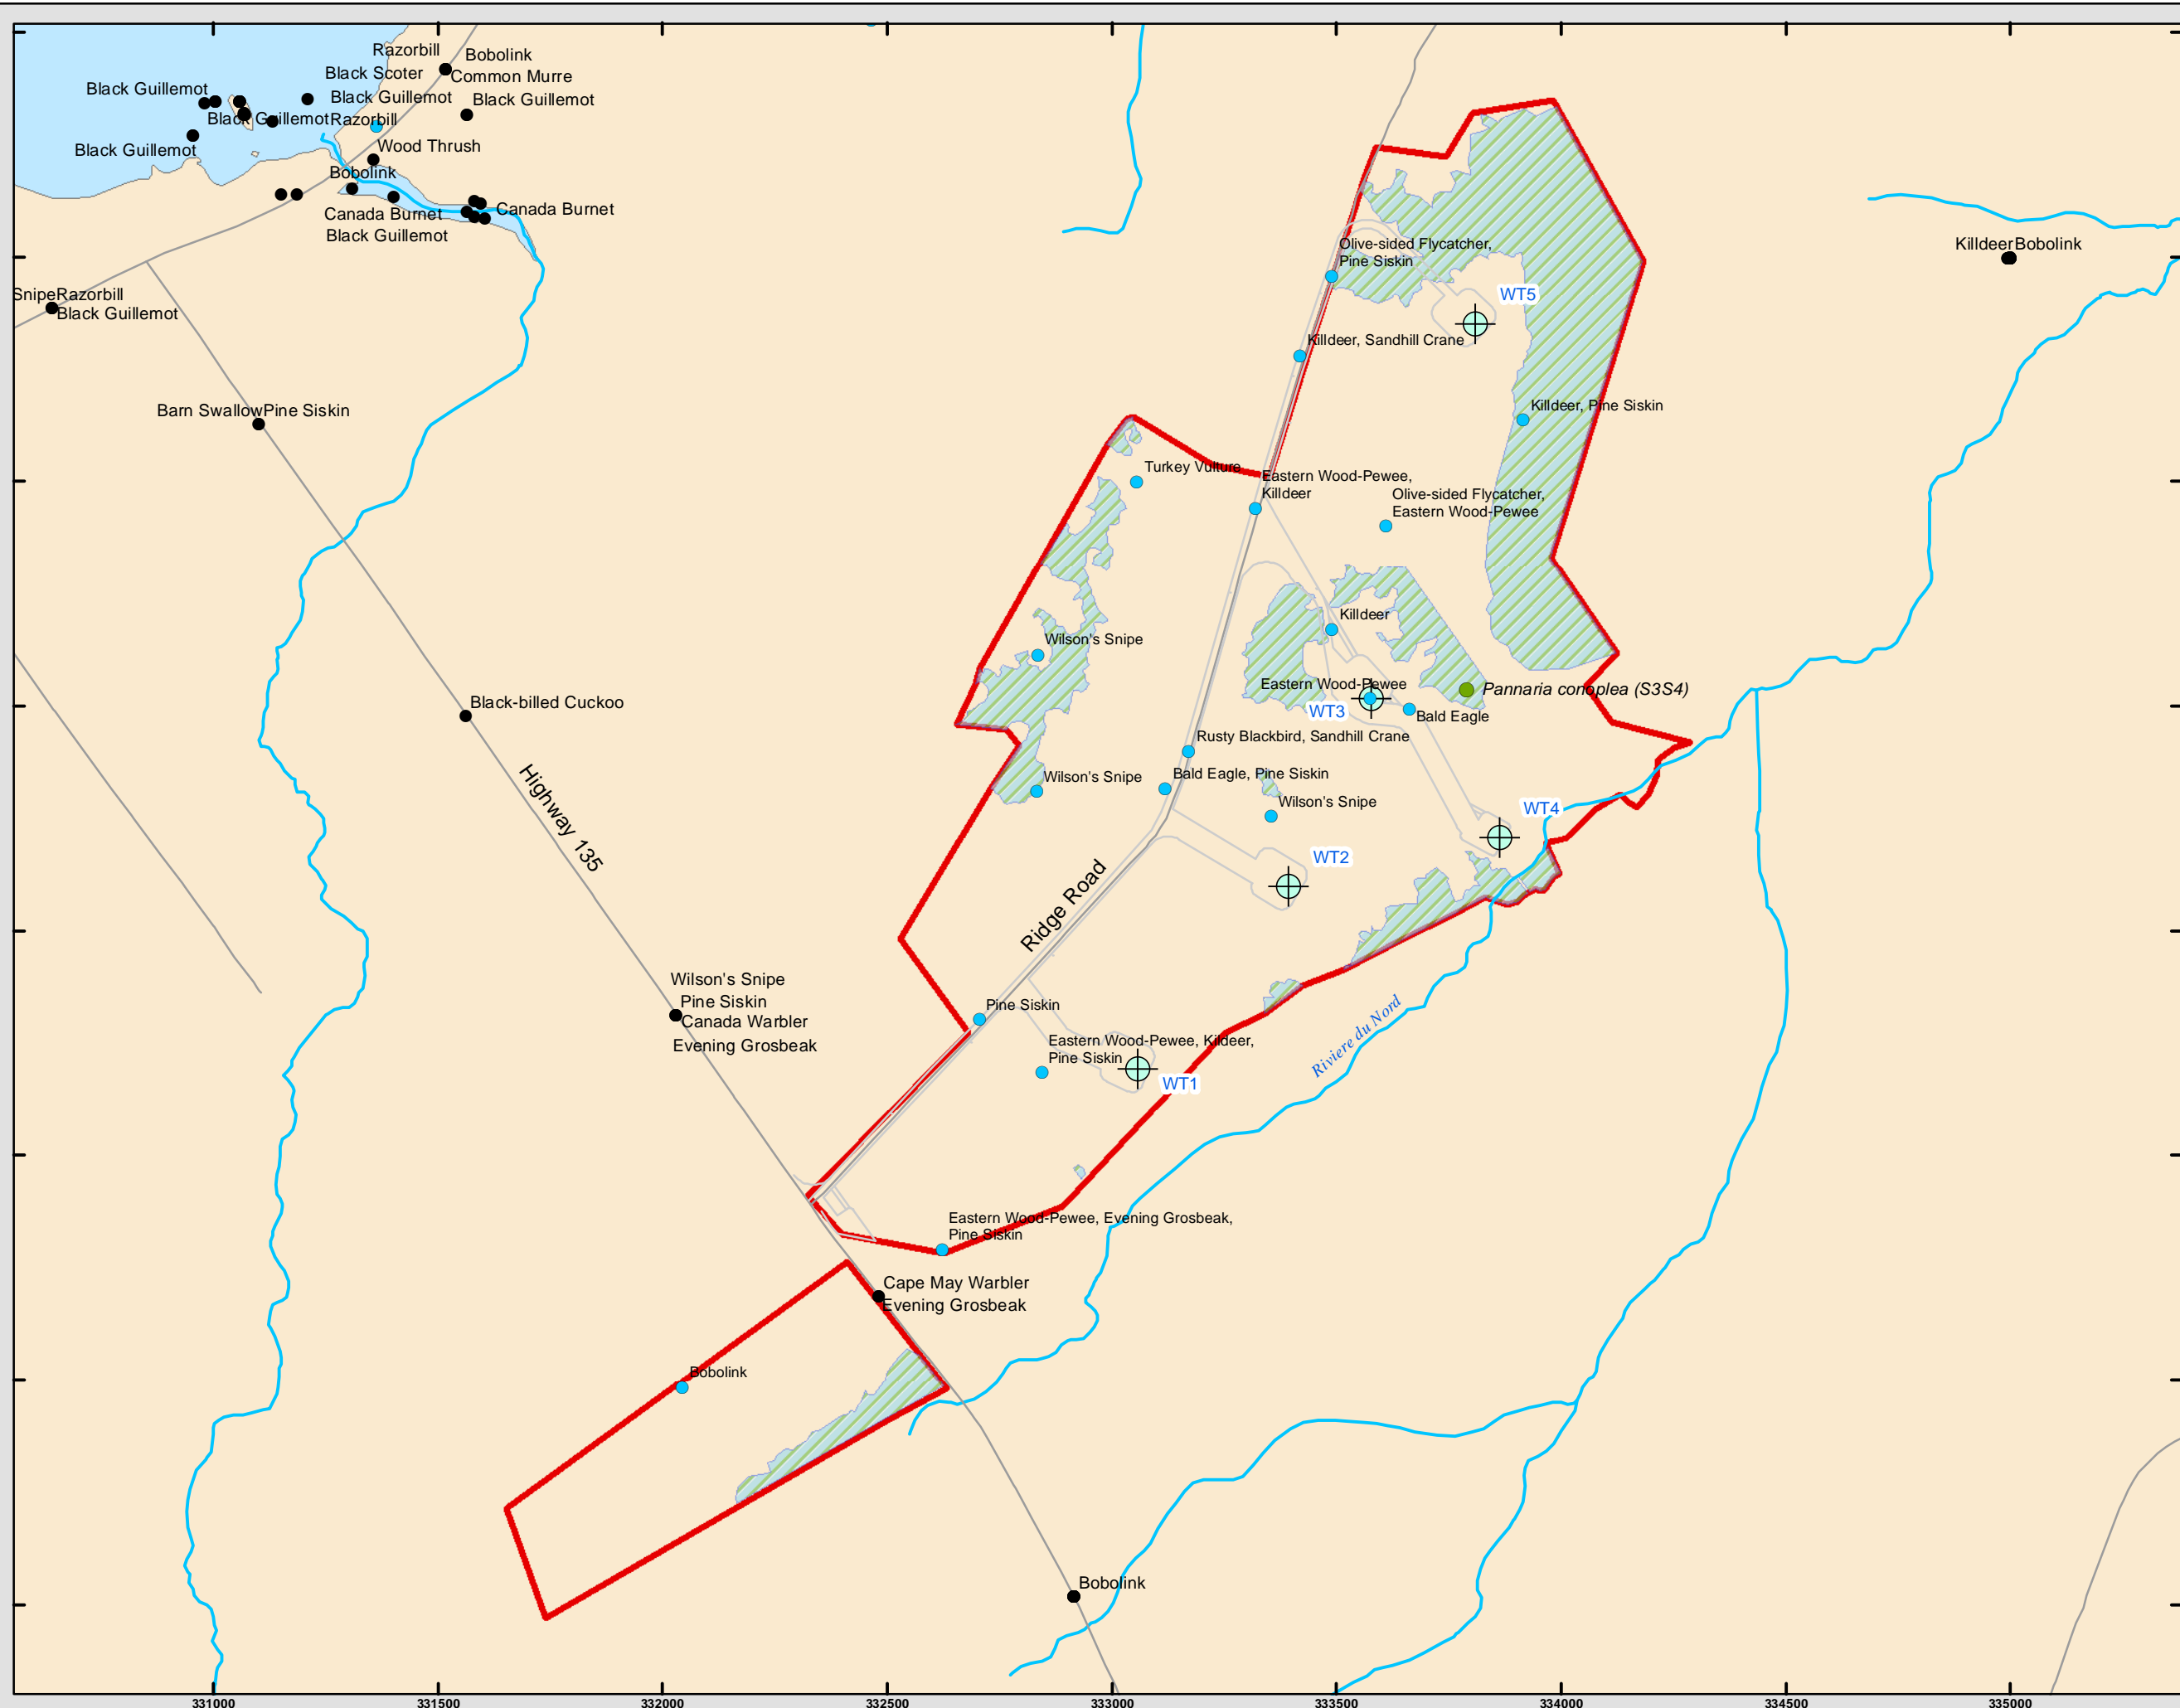 Razorbill
Bobolink
Black Scoter
Common Murre
Black Guillemot
Black Guillemot
Black Guillemot
Black Guillemot
Razorbill
Black Guillemot
Wood Thrush
Bobolink
Canada Burnet
Canada Burnet
Black Guillemot
SnipeRazorbill
Black Guillemot
Barn SwallowPine Siskin
Black-billed Cuckoo
Highway 135
Wilson's Snipe
Pine Siskin
Canada Warbler
Evening Grosbeak
KilldeerBobolink
Olive-sided Flycatcher,
Pine Siskin
WT5
Killdeer, Sandhill Crane
Killdeer, Pine Siskin
Turkey Vulture
Eastern Wood-Pewee,
Killdeer
Olive-sided Flycatcher,
Eastern Wood-Pewee
Killdeer
Wilson's Snipe
Eastern Wood-Pewee
Pannaria conoplea (S3S4)
WT3
Bald Eagle
Rusty Blackbird, Sandhill Crane
Wilson's Snipe
Bald Eagle, Pine Siskin
Wilson's Snipe
WT4
WT2
Ridge Road
Pine Siskin
Riviere du Nord
Eastern Wood-Pewee, Kildeer,
Pine Siskin
WT1
Eastern Wood-Pewee, Evening Grosbeak,
Pine Siskin
Cape May Warbler
Evening Grosbeak
Bobolink
Bobolink
331000
331500
332000
332500
333000
333500
334000
334500
335000